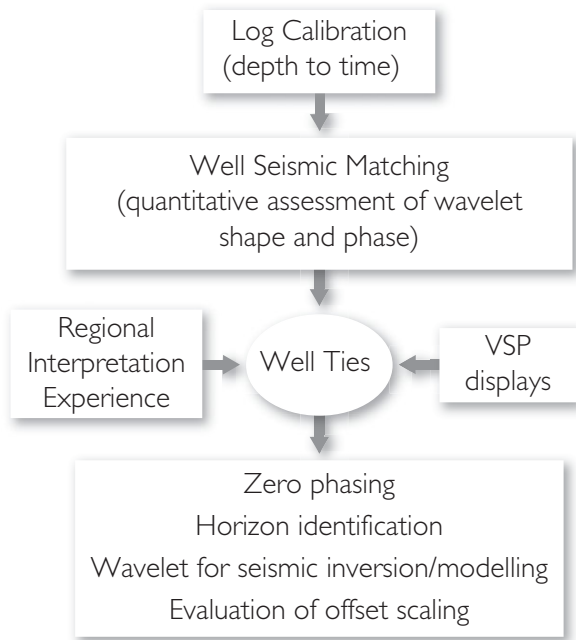 Log Calibration
(depth to time)
Well Seismic Matching
(quantitative assessment of wavelet
shape and phase)
Regional
Interpretation
Experience
Well Ties
VSP
displays
Zero phasing
Horizon identification
Wavelet for seismic inversion/modelling
Evaluation of offset scaling